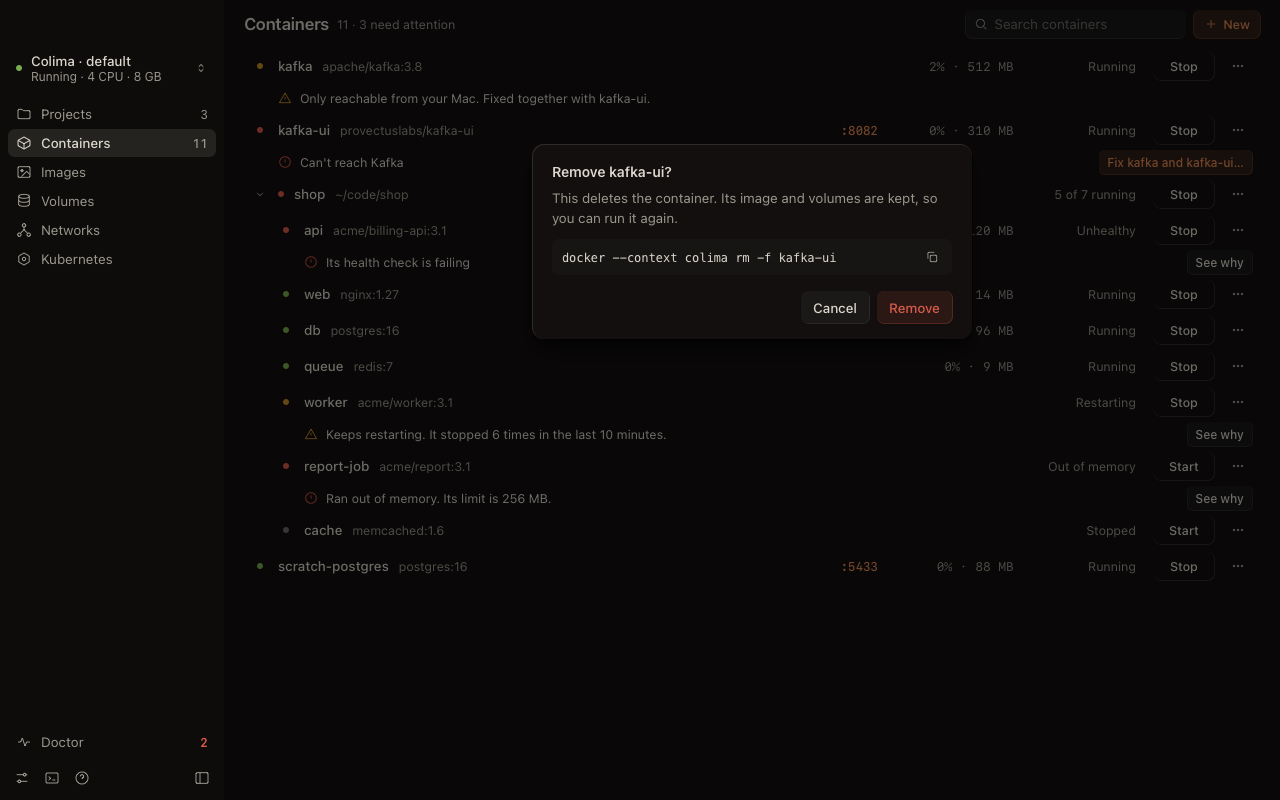 Containers 11 · 3 need attention
Search containers
New
Colima · default
Running · 4 CPU · 8 GB
Projects 3
Containers 11
Images
Volumes
Networks
Kubernetes
kafka apache/kafka:3.8 2% · 512 MB Running Stop
Only reachable from your Mac. Fixed together with kafka-ui.
kafka-ui provectuslabs/kafka-ui :8082 0% · 310 MB Running Stop
Can't reach Kafka Fix kafka and kafka-ui...
shop ~/code/shop 5 of 7 running Stop
api acme/billing-api:3.1 20 MB Unhealthy Stop
Its health check is failing See why
web nginx:1.27 14 MB Running Stop
db postgres:16 96 MB Running Stop
queue redis:7 0% · 9 MB Running Stop
worker acme/worker:3.1 Restarting Stop
Keeps restarting. It stopped 6 times in the last 10 minutes. See why
report-job acme/report:3.1 Out of memory Start
Ran out of memory. Its limit is 256 MB. See why
cache memcached:1.6 Stopped Start
scratch-postgres postgres:16 :5433 0% · 88 MB Running Stop
Remove kafka-ui?
This deletes the container. Its image and volumes are kept, so
you can run it again.
docker --context colima rm -f kafka-ui
Cancel Remove
Doctor 2